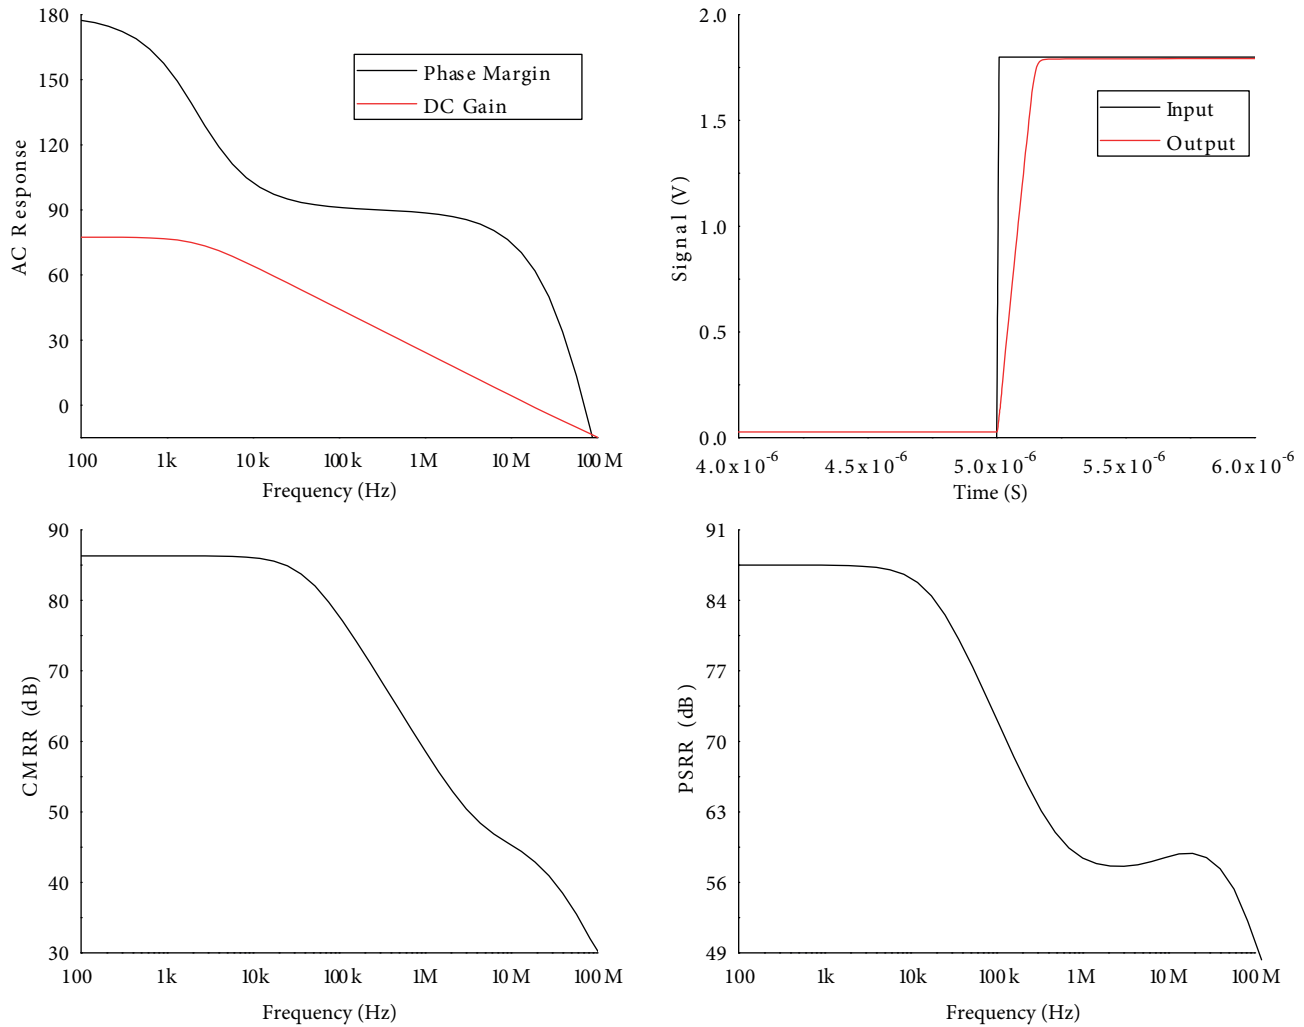 180
150
120
90
60
30
0
AC Response
Phase Margin
DC Gain
100 1k 10k 100k 1M 10M 100M
Frequency (Hz)
2.0
1.5
1.0
0.5
0.0
Signal (V)
Input
Output
4.0x10-6 4.5x10-6 5.0x10-6 5.5x10-6 6.0x10-6
Time (S)
90
80
70
60
50
40
30
CMRR (dB)
100 1k 10k 100k 1M 10M 100M
Frequency (Hz)
91
84
77
70
63
56
49
PSRR (dB)
100 1k 10k 100k 1M 10M 100M
Frequency (Hz)